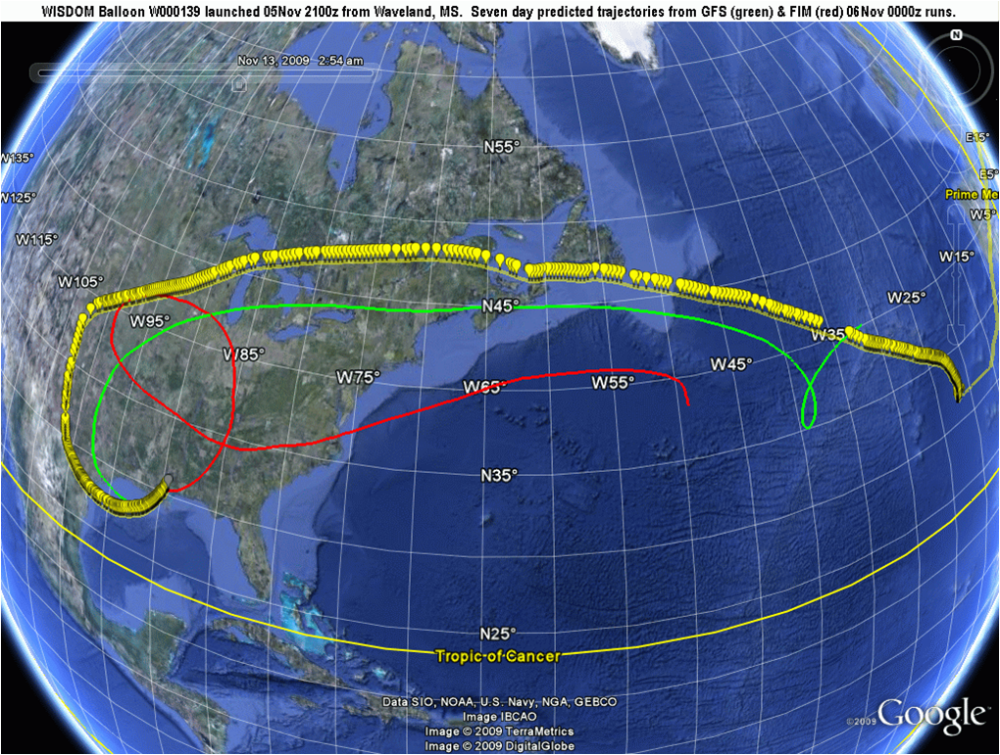 WISDOM Balloon W000139 launched 05Nov 2100z from Waveland, MS. Seven day predicted trajectories from GFS (green) & FIM (red) 06Nov 0000z runs.
N
Nov 13, 2009 2:54 am
E15°
N55°
W135°
E5°
W125°
Prime Me
W5°
W115°
W15°
W105°
W25°
N45°
W95°
W35°
W85°
W45°
W75°
W55°
W65°
N35°
N25°
Tropic of Cancer
Data SIO, NOAA, U.S. Navy, NGA, GEBCO
Image IBCAO
Image © 2009 TerraMetrics
Image © 2009 DigitalGlobe
©2009 Google™